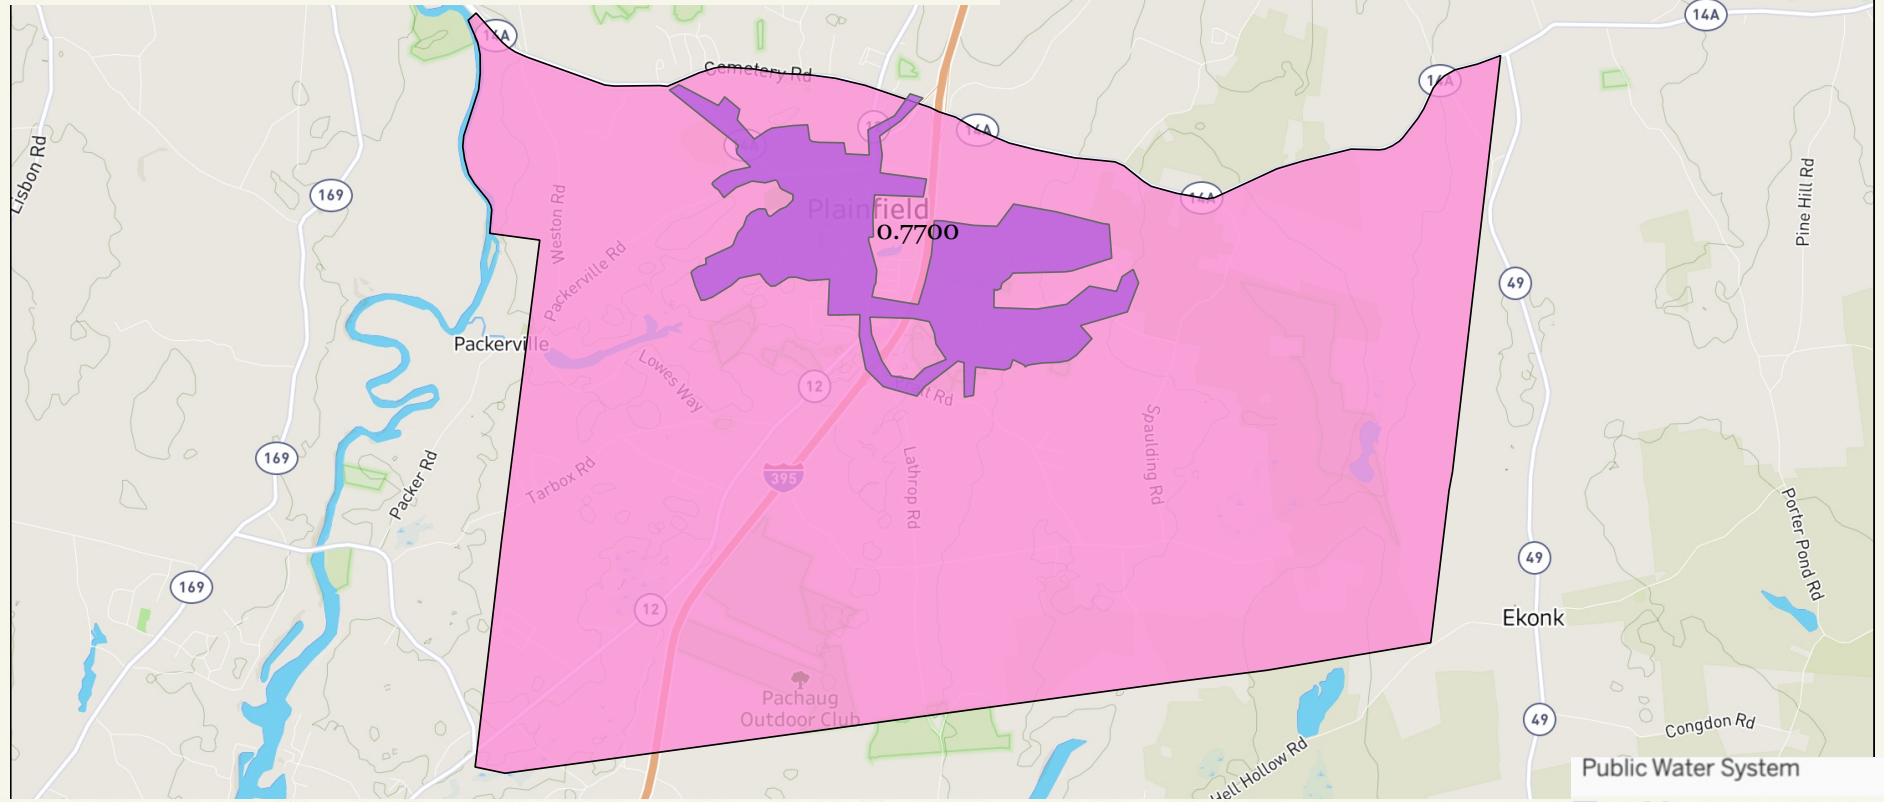 14A
14A
Cemetery Rd
14A
14A
12
14A
14A
Lisbon Rd
169
Weston Rd
Plainfield
0.7700
Pine Hill Rd
Packerville Rd
49
Packerville
Lowes Way
12
Rd
Spaulding Rd
169
Packer Rd
Tarbox Rd
395
Lathrop Rd
Porter Pond Rd
49
169
12
Ekonk
Pachaug
Outdoor Club
49
Congdon Rd
Hell Hollow Rd
Public Water System